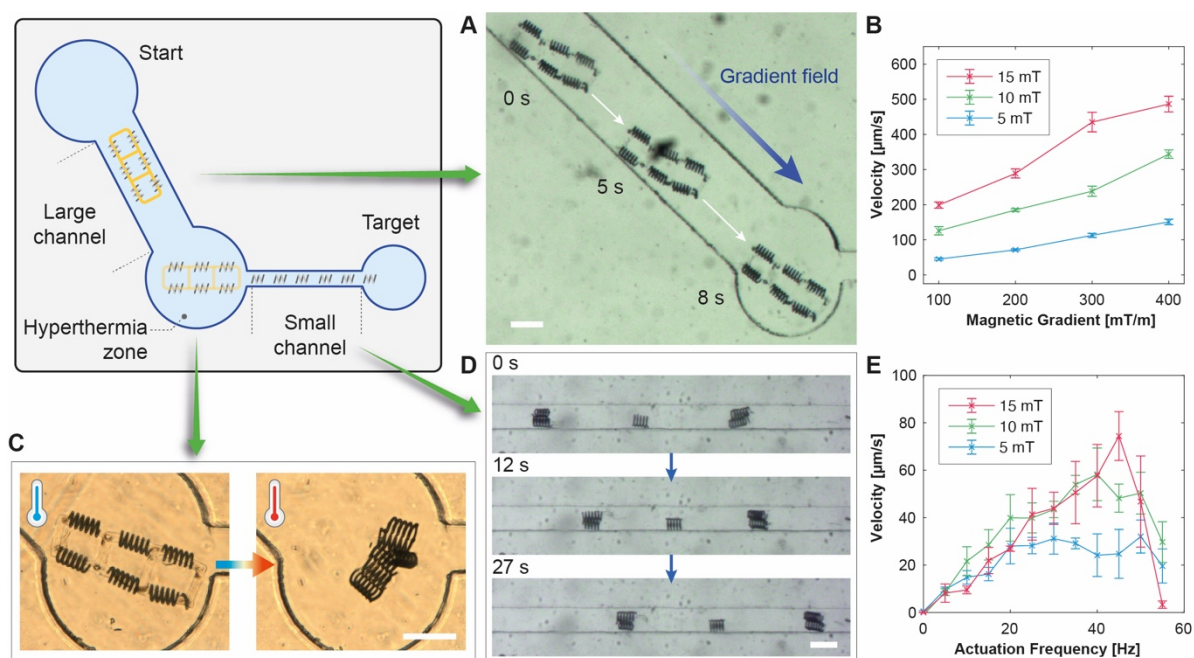 Start
Large
channel
Target
Hyperthermia
zone
Small
channel
A
Gradient field
0 s
5 s
8 s
B
600
500
400
300
200
100
0
Velocity [µm/s]
15 mT
10 mT
5 mT
100
200
300
400
Magnetic Gradient [mT/m]
C
D
0 s
12 s
27 s
E
100
80
60
40
20
0
Velocity [µm/s]
15 mT
10 mT
5 mT
0
20
40
60
Actuation Frequency [Hz]